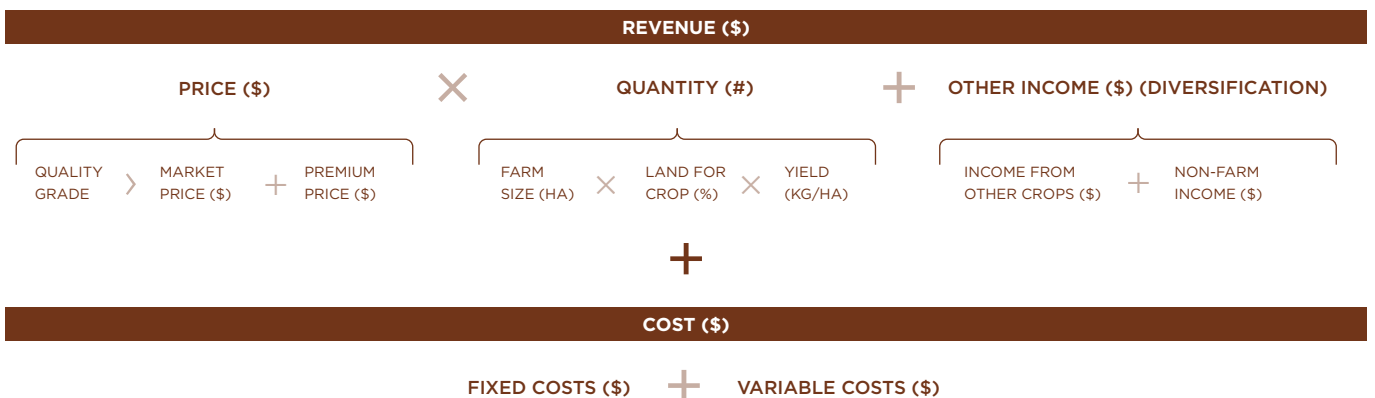 REVENUE ($)
PRICE ($) × QUANTITY (#) + OTHER INCOME ($) (DIVERSIFICATION)
QUALITY
GRADE
>
MARKET
PRICE ($)
+
PREMIUM
PRICE ($)
FARM
SIZE (HA)
×
LAND FOR
CROP (%)
×
YIELD
(KG/HA)
INCOME FROM
OTHER CROPS ($)
+
NON-FARM
INCOME ($)
+
COST ($)
FIXED COSTS ($) + VARIABLE COSTS ($)